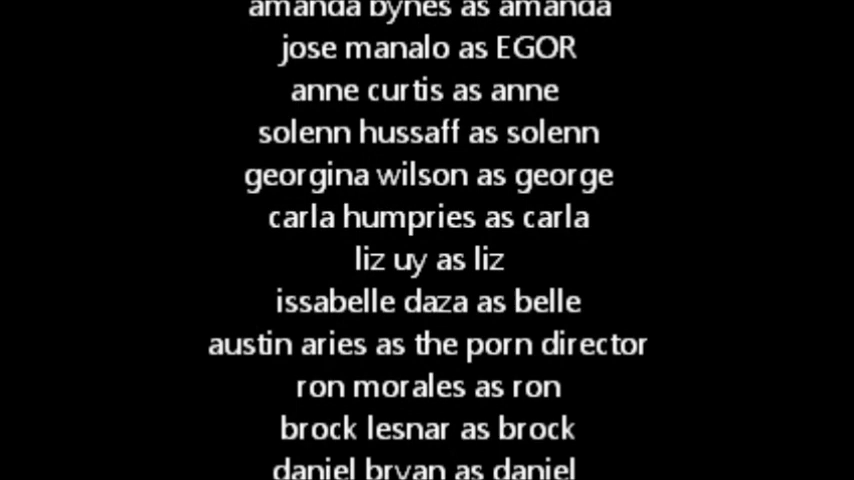 amanda bynes as amanda
jose manalo as EGOR
anne curtis as anne
solenn hussaff as solenn
georgina wilson as george
carla humpries as carla
liz uy as liz
issabelle daza as belle
austin aries as the porn director
ron morales as ron
brock lesnar as brock
daniel bryan as daniel